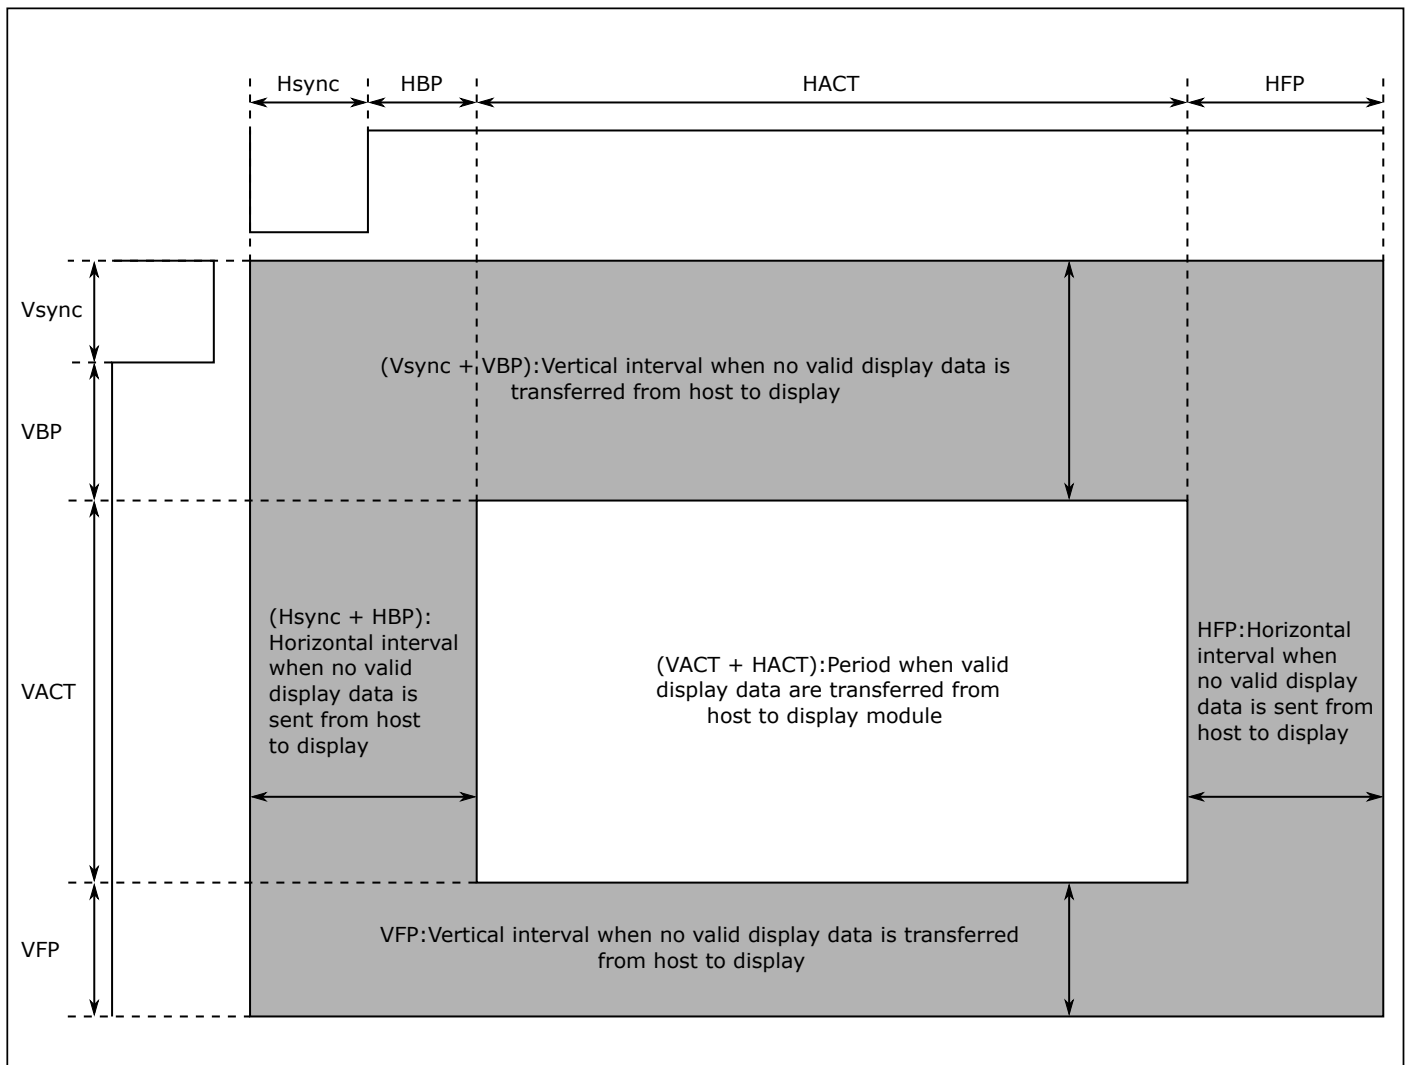 Hsync HBP HACT HFP
Vsync
(Vsync + VBP):Vertical interval when no valid display data is
transferred from host to display
VBP
(Hsync + HBP):
Horizontal interval
when no valid
display data is
sent from host
to display
VACT
(VACT + HACT):Period when valid
display data are transferred from
host to display module
HFP:Horizontal
interval when
no valid display
data is sent from
host to display
VFP
VFP:Vertical interval when no valid display data is transferred
from host to display